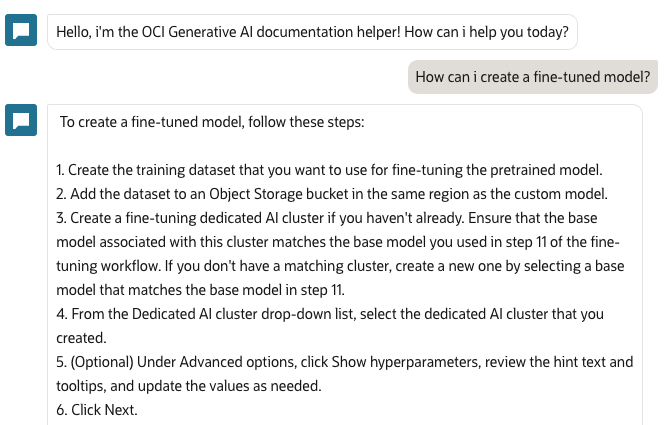 Hello, i'm the OCI Generative AI documentation helper! How can i help you today?
How can i create a fine-tuned model?
To create a fine-tuned model, follow these steps:
1. Create the training dataset that you want to use for fine-tuning the pretrained model.
2. Add the dataset to an Object Storage bucket in the same region as the custom model.
3. Create a fine-tuning dedicated AI cluster if you haven't already. Ensure that the base
model associated with this cluster matches the base model you used in step 11 of the fine-
tuning workflow. If you don't have a matching cluster, create a new one by selecting a base
model that matches the base model in step 11.
4. From the Dedicated AI cluster drop-down list, select the dedicated AI cluster that you
created.
5. (Optional) Under Advanced options, click Show hyperparameters, review the hint text and
tooltips, and update the values as needed.
6. Click Next.